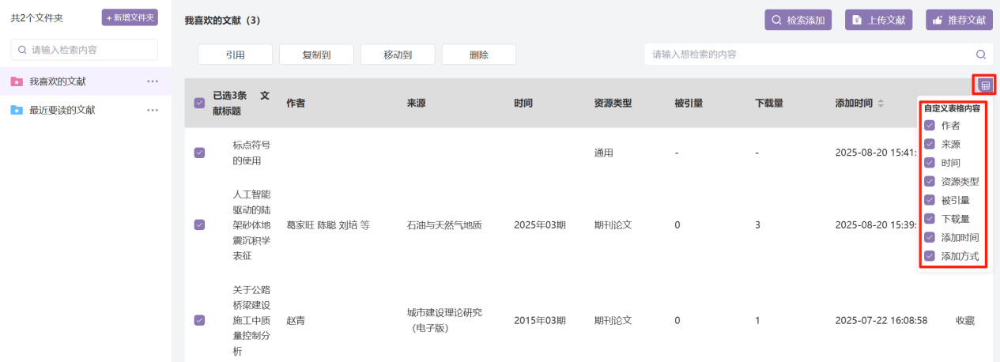 共2个文件夹
+新增文件夹
请输入检索内容
我喜欢的文献
最近要读的文献
我喜欢的文献（3）
检索添加
上传文献
推荐文献
引用
复制到
移动到
删除
请输入想检索的内容
已选3条 文
献标题
作者
来源
时间
资源类型
被引量
下载量
添加时间
标点符号
的使用
通用
-
-
2025-08-20 15:41:
人工智能
驱动的陆
架砂体地
震沉积学
表征
葛家旺 陈聪 刘培 等
石油与天然气地质
2025年03期
期刊论文
0
3
2025-08-20 15:39:
关于公路
桥梁建设
施工中质
量控制分
析
赵青
城市建设理论研究
（电子版）
2015年03期
期刊论文
0
1
2025-07-22 16:08:58
收藏
自定义表格内容
作者
来源
时间
资源类型
被引量
下载量
添加时间
添加方式